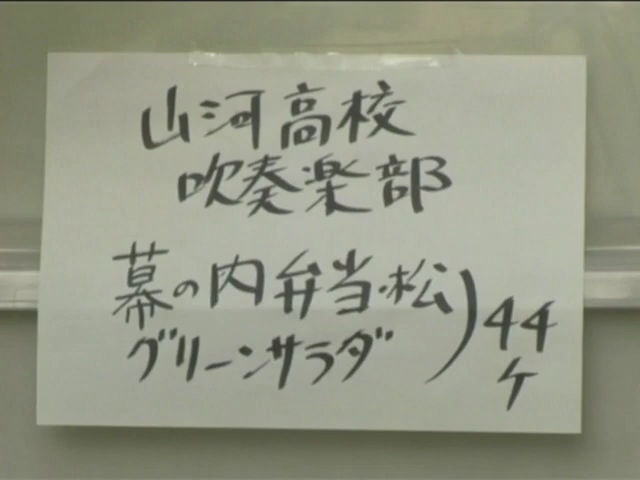 山河高校
吹奏楽部
幕の内弁当・松
グリーンサラダ
)44
ケ